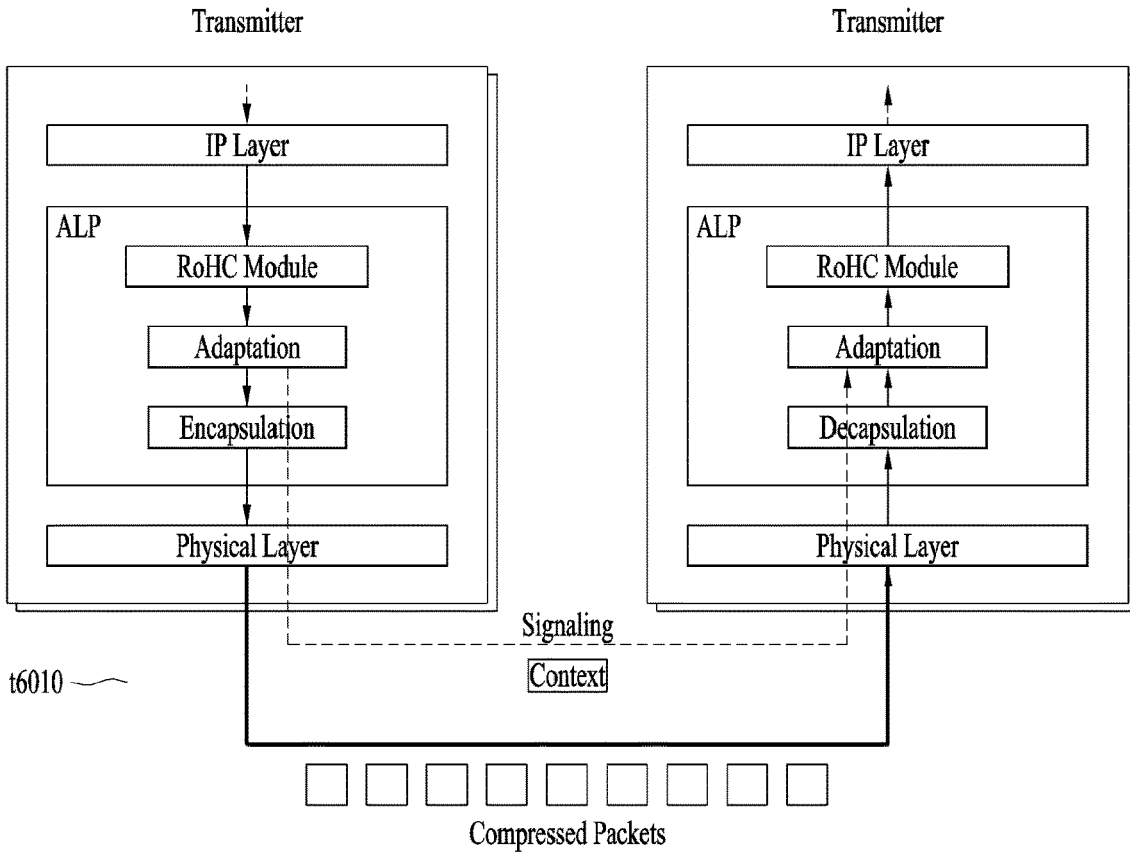 Transmitter
IP Layer
ALP
RoHC Module
Adaptation
Encapsulation
Physical Layer
Transmitter
IP Layer
ALP
RoHC Module
Adaptation
Decapsulation
Physical Layer
Signaling
Context
t6010
Compressed Packets